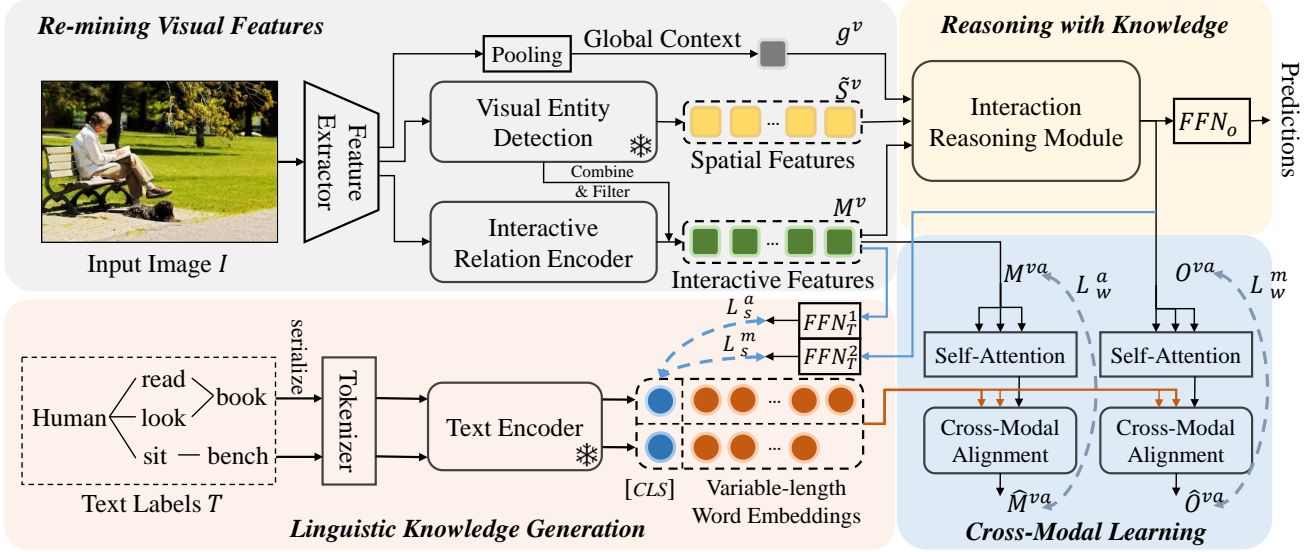 Re-mining Visual Features
Input Image I
Feature
Extractor
Pooling
Global Context
g^v
Visual Entity
Detection
S̃^v
Spatial Features
Combine
& Filter
Interactive
Relation Encoder
M^v
Interactive Features
Reasoning with Knowledge
Interaction
Reasoning Module
FFN_o
Predictions
Human
read
look
book
sit
bench
Text Labels T
serialize
Tokenizer
Text Encoder
L_s^a
L_s^m
FFN_T^1
FFN_T^2
...
...
...
...
[CLS]
Variable-length
Word Embeddings
Linguistic Knowledge Generation
M^{va}
L_w^a
O^{va}
L_w^m
Self-Attention
Self-Attention
Cross-Modal
Alignment
Cross-Modal
Alignment
M̂^{va}
Ô^{va}
Cross-Modal Learning